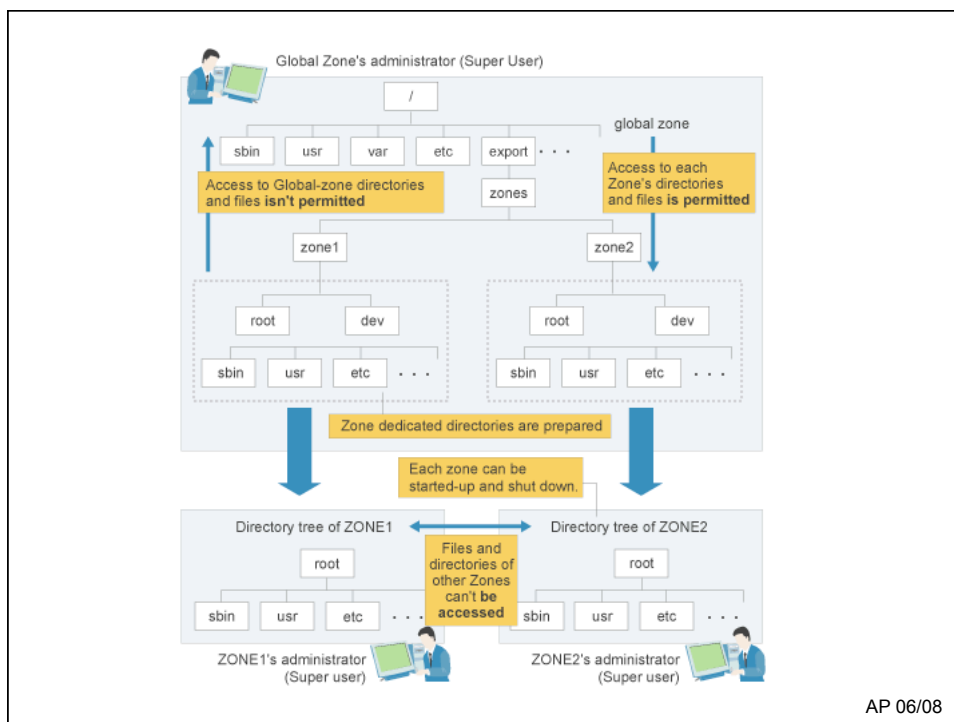 Global Zone's administrator (Super User)
/
global zone
sbin usr var etc export . . .
Access to Global-zone directories
and files isn't permitted
Access to each
Zone's directories
and files is permitted
zones
zone1 zone2
root dev root dev
sbin usr etc . . . sbin usr etc . . .
Zone dedicated directories are prepared
Each zone can be
started-up and shut down.
Directory tree of ZONE1
Directory tree of ZONE2
Files and
directories of
other Zones
can't be
accessed
root
root
sbin usr etc . . .
sbin usr etc . . .
ZONE1's administrator
(Super user)
ZONE2's administrator
(Super user)
AP 06/08